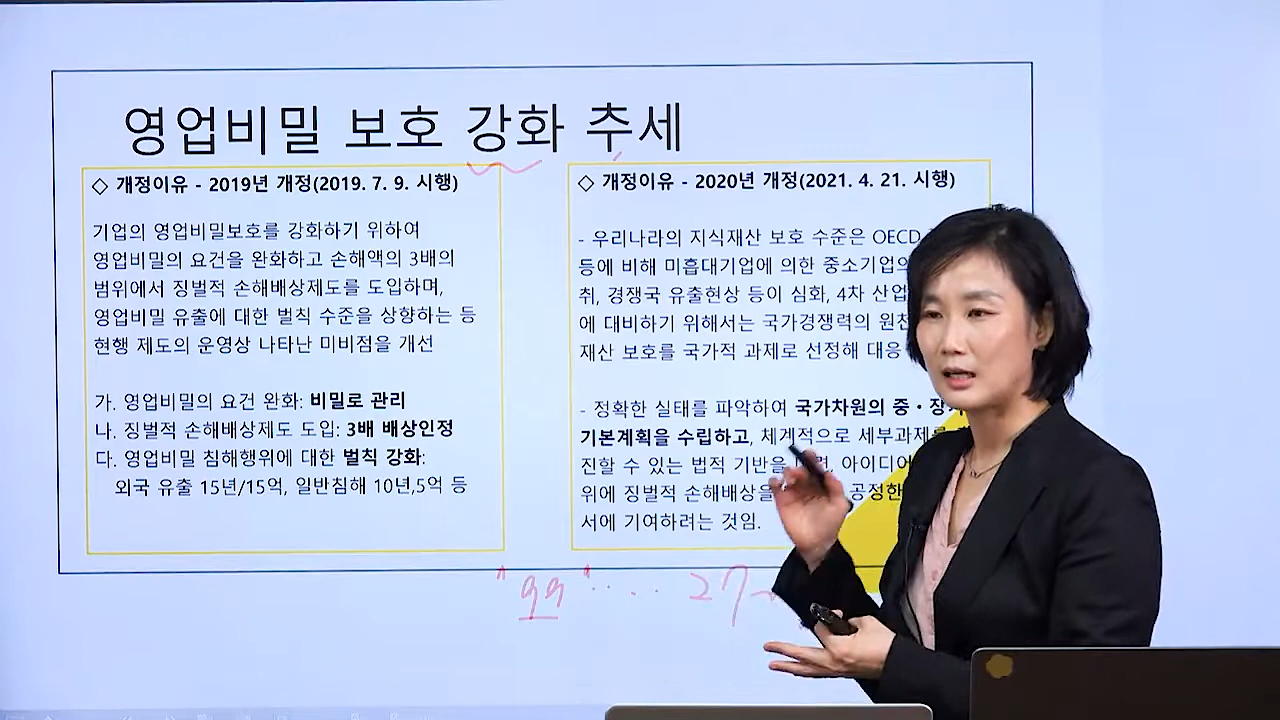 영업비밀 보호 강화 추세
◇ 개정이유 - 2019년 개정(2019. 7. 9. 시행)
기업의 영업비밀보호를 강화하기 위하여
영업비밀의 요건을 완화하고 손해액의 3배의
범위에서 징벌적 손해배상제도를 도입하며,
영업비밀 유출에 대한 벌칙 수준을 상향하는 등
현행 제도의 운영상 나타난 미비점을 개선
가. 영업비밀의 요건 완화: 비밀로 관리
나. 징벌적 손해배상제도 도입: 3배 배상인정
다. 영업비밀 침해행위에 대한 벌칙 강화:
외국 유출 15년/15억, 일반침해 10년,5억 등
◇ 개정이유 - 2020년 개정(2021. 4. 21. 시행)
- 우리나라의 지식재산 보호 수준은 OECD
등에 비해 미흡대기업에 의한 중소기업의
취, 경쟁국 유출현상 등이 심화, 4차 산업
에 대비하기 위해서는 국가경쟁력의 원천
재산 보호를 국가적 과제로 선정해 대응
- 정확한 실태를 파악하여 국가차원의 중・장
기본계획을 수립하고, 체계적으로 세부과제를
진할 수 있는 법적 기반을 아이디어
위에 징벌적 손해배상을 공정한
서에 기여하려는 것임.
27